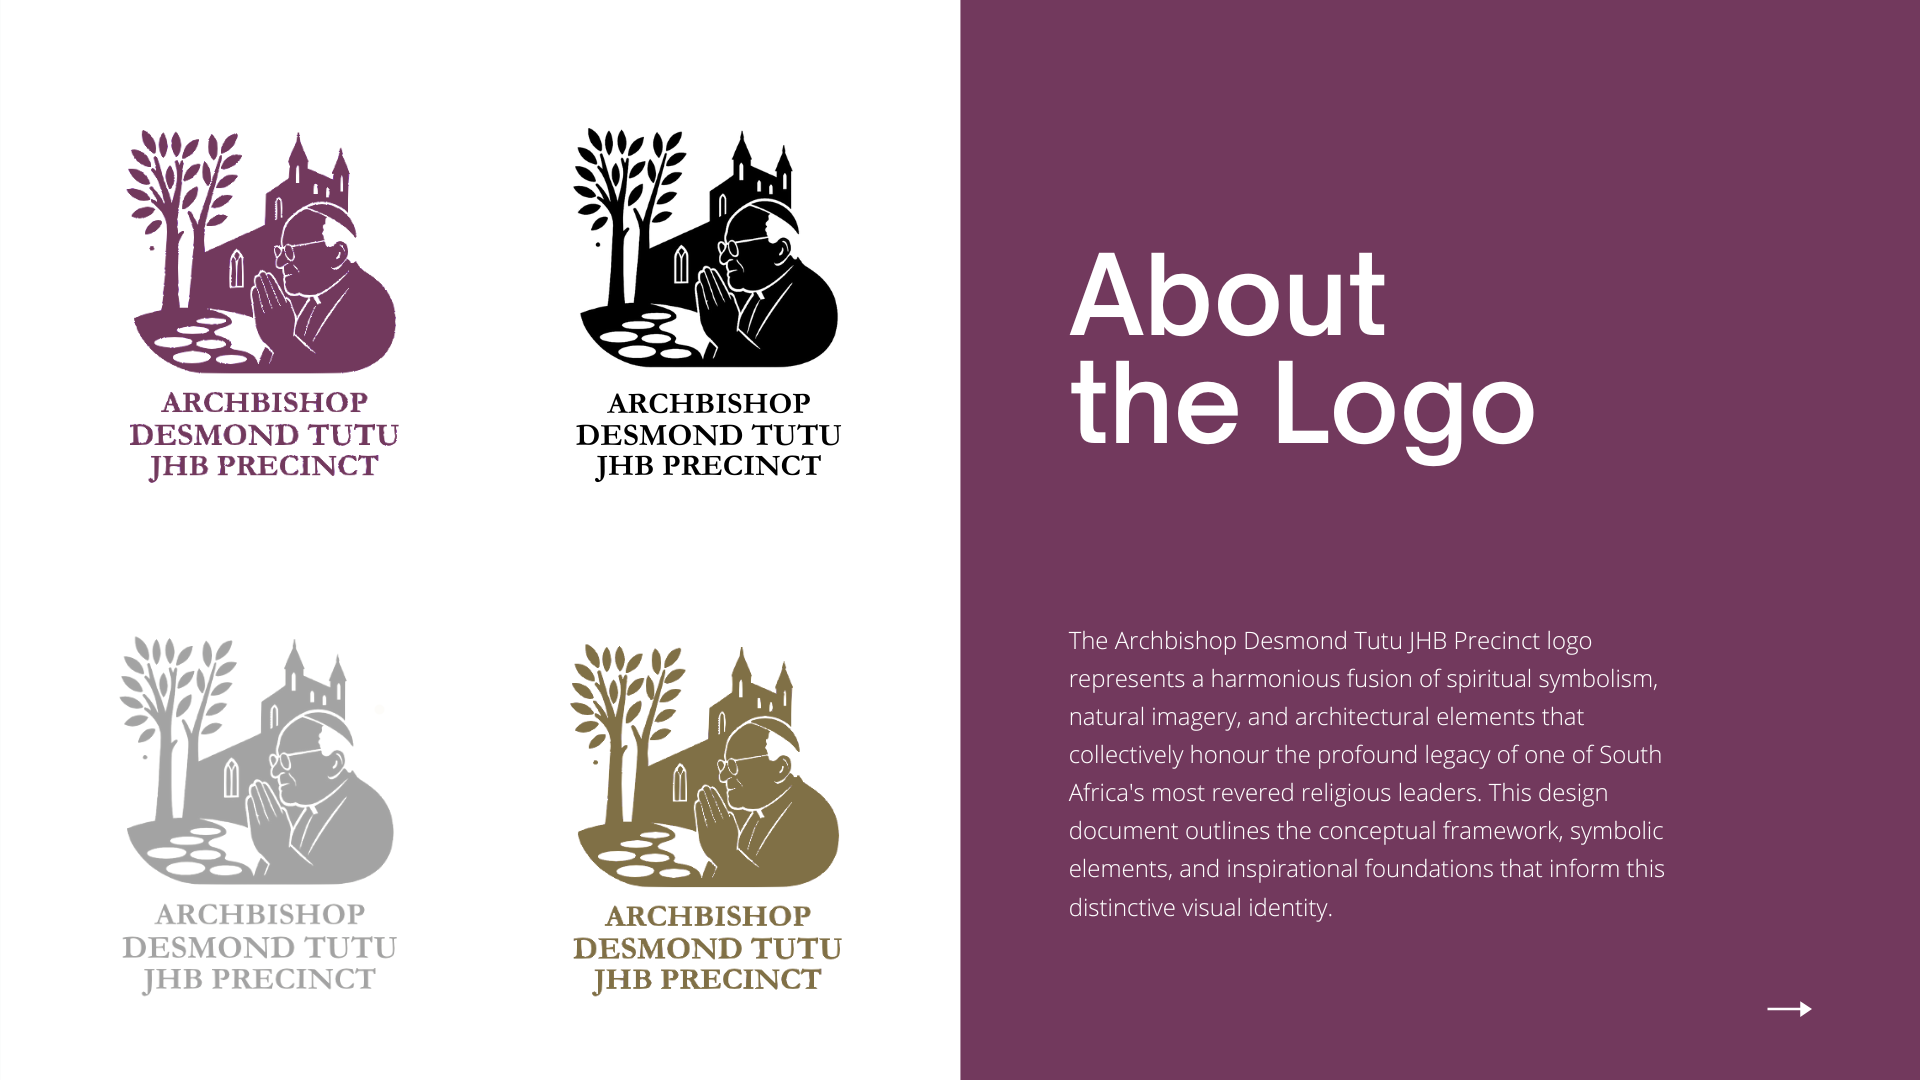 ARCHBISHOP
DESMOND TUTU
JHB PRECINCT
ARCHBISHOP
DESMOND TUTU
JHB PRECINCT
ARCHBISHOP
DESMOND TUTU
JHB PRECINCT
ARCHBISHOP
DESMOND TUTU
JHB PRECINCT
About
the Logo
The Archbishop Desmond Tutu JHB Precinct logo
represents a harmonious fusion of spiritual symbolism,
natural imagery, and architectural elements that
collectively honour the profound legacy of one of South
Africa's most revered religious leaders. This design
document outlines the conceptual framework, symbolic
elements, and inspirational foundations that inform this
distinctive visual identity.